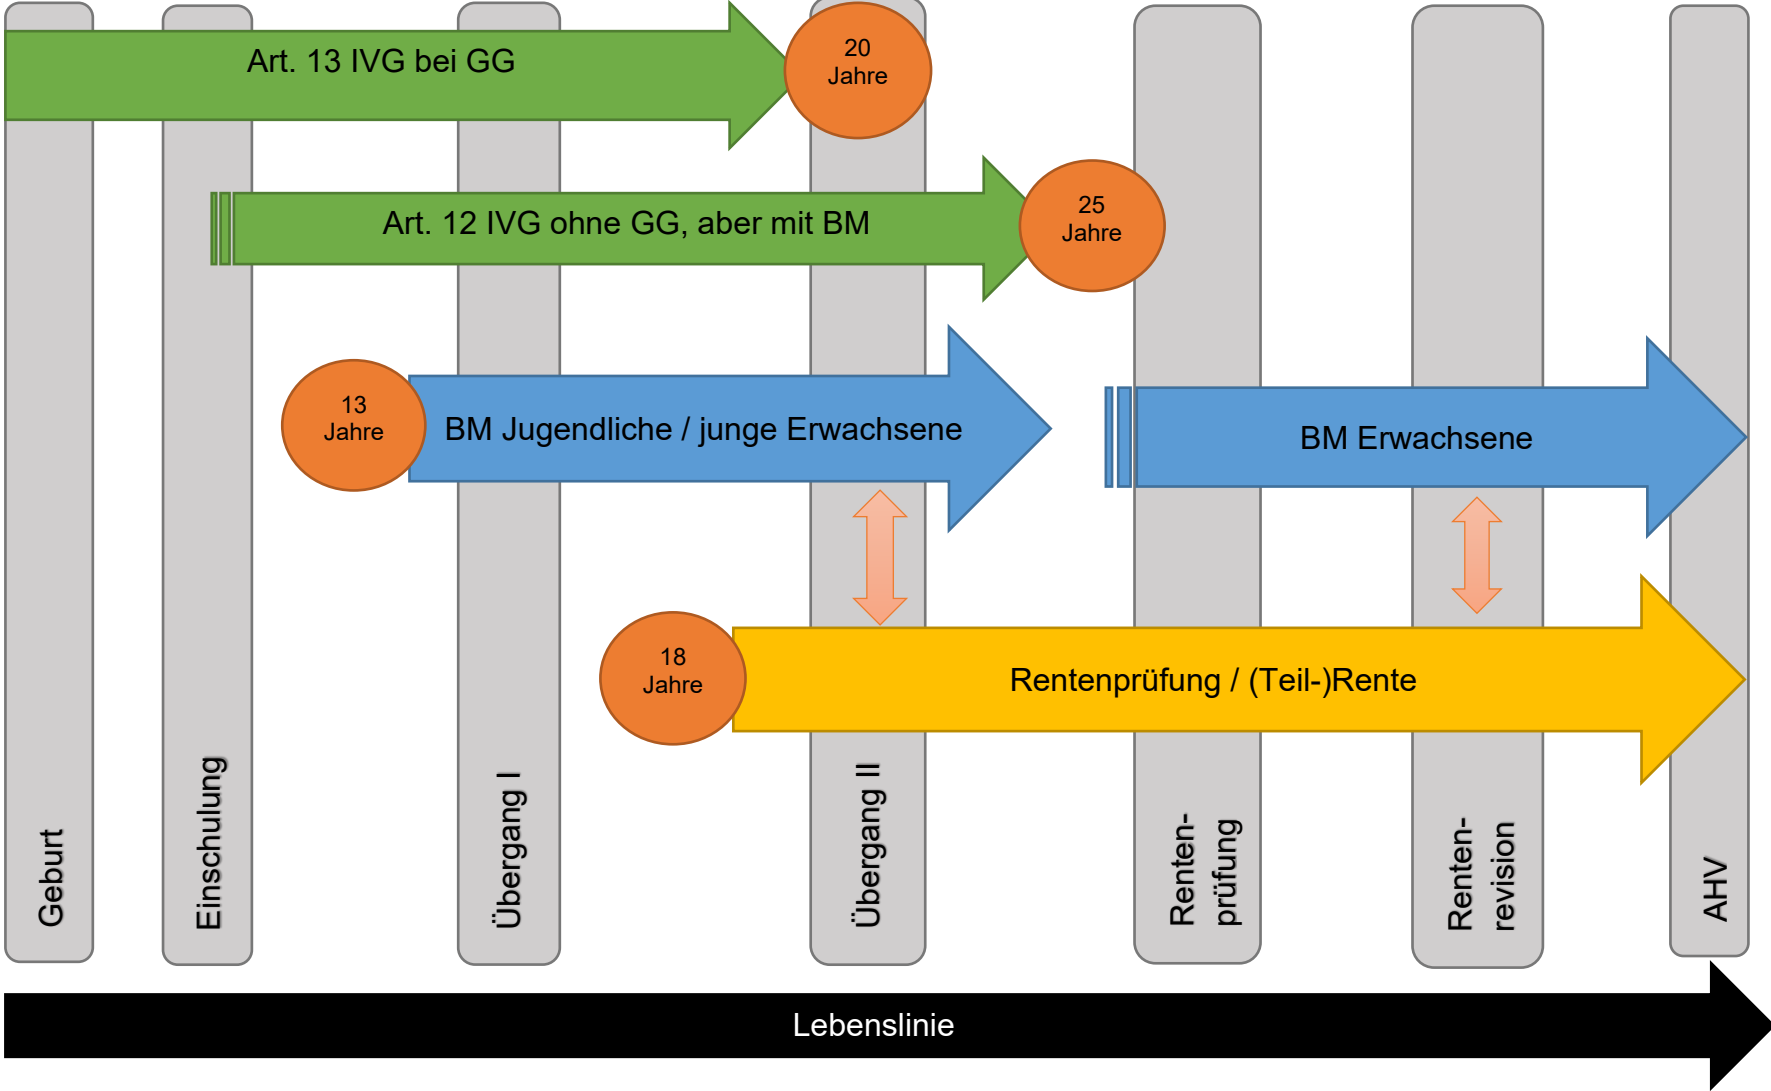 Art. 13 IVG bei GG
20
Jahre
Art. 12 IVG ohne GG, aber mit BM
25
Jahre
13
Jahre
BM Jugendliche / junge Erwachsene
BM Erwachsene
18
Jahre
Rentenprüfung / (Teil-)Rente
Geburt
Einschulung
Übergang I
Übergang II
Renten-
prüfung
Renten-
revision
AHV
Lebenslinie